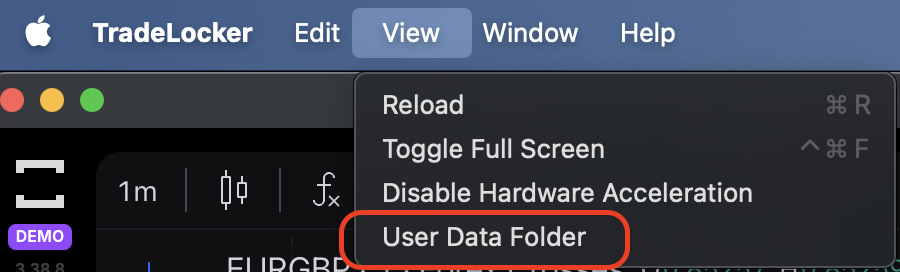 TradeLocker Edit View Window Help
Reload ⌘ R
Toggle Full Screen ^ ⌘ F
Disable Hardware Acceleration
User Data Folder
1m fx
DEMO
3.38.8
EURGBP